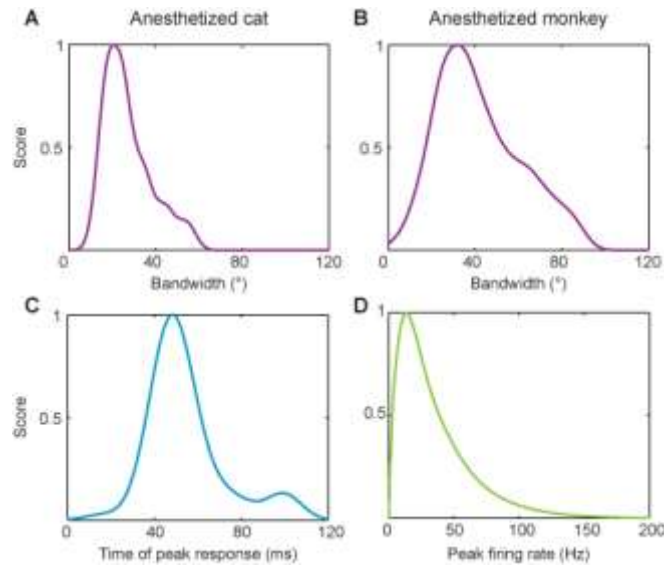 A Anesthetized cat
B Anesthetized monkey
1
0.5
Score
0 40 80 120
Bandwidth (°)
1
0.5
0 40 80 120
Bandwidth (°)
C
1
0.5
Score
0 40 80 120
Time of peak response (ms)
D
1
0.5
0 50 100 150 200
Peak firing rate (Hz)